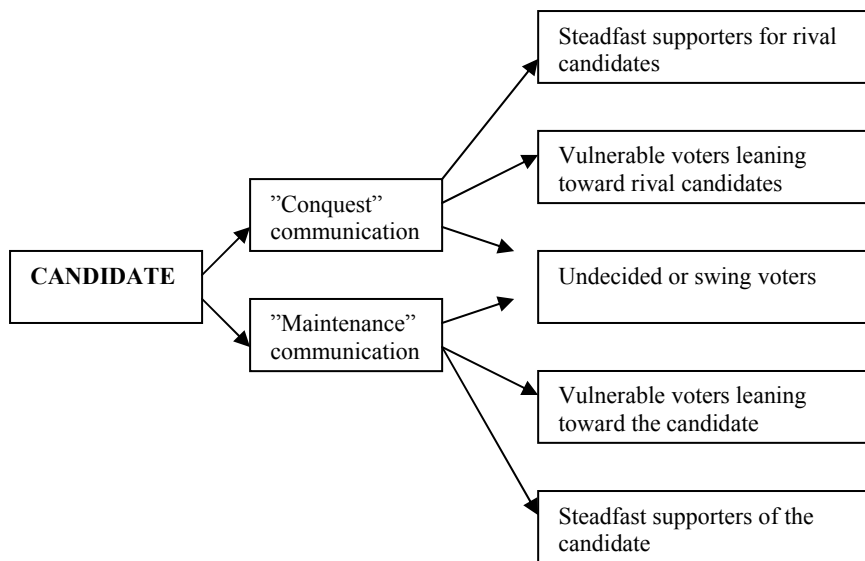 Steadfast supporters for rival
candidates
Vulnerable voters leaning
toward rival candidates
”Conquest”
communication
CANDIDATE
Undecided or swing voters
”Maintenance”
communication
Vulnerable voters leaning
toward the candidate
Steadfast supporters of the
candidate